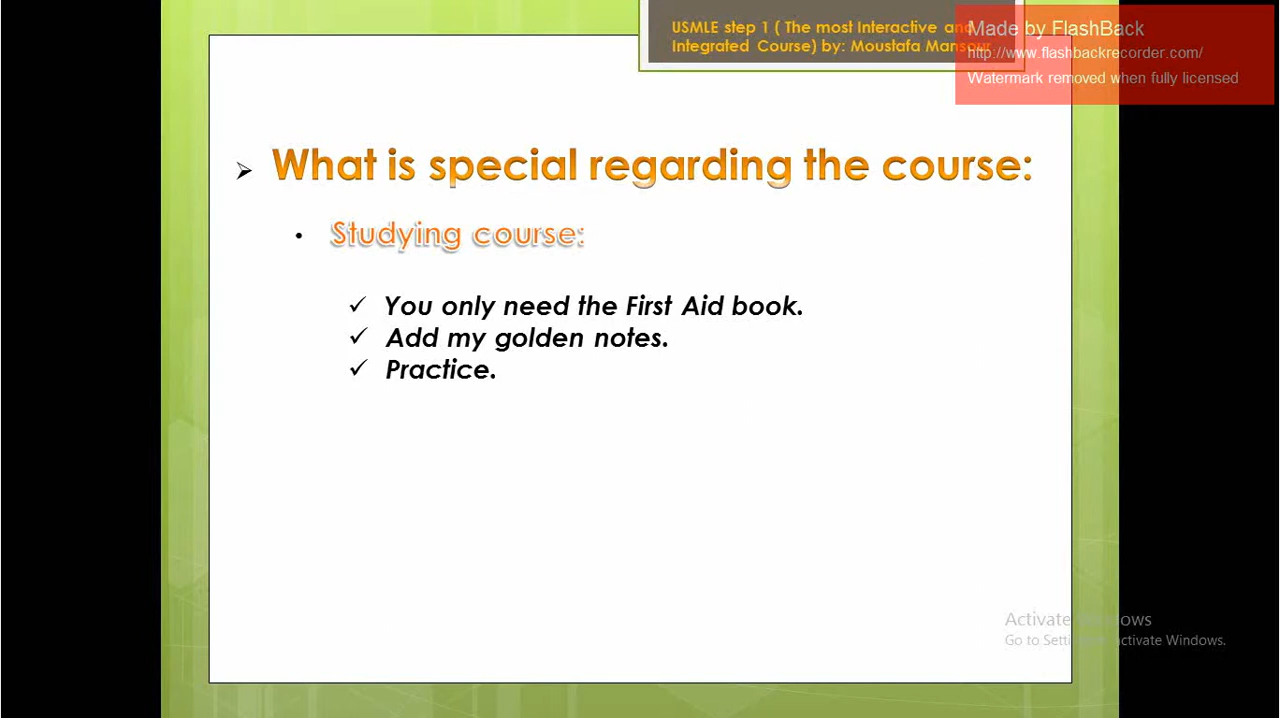 USMLE step 1 ( The most Interactive and
Integrated Course) by: Moustafa Mansour
Made by FlashBack
http://www.flashbackrecorder.com/
Watermark removed when fully licensed
What is special regarding the course:
Studying course:
You only need the First Aid book.
Add my golden notes.
Practice.
Activate Windows
Go to Settings to activate Windows.